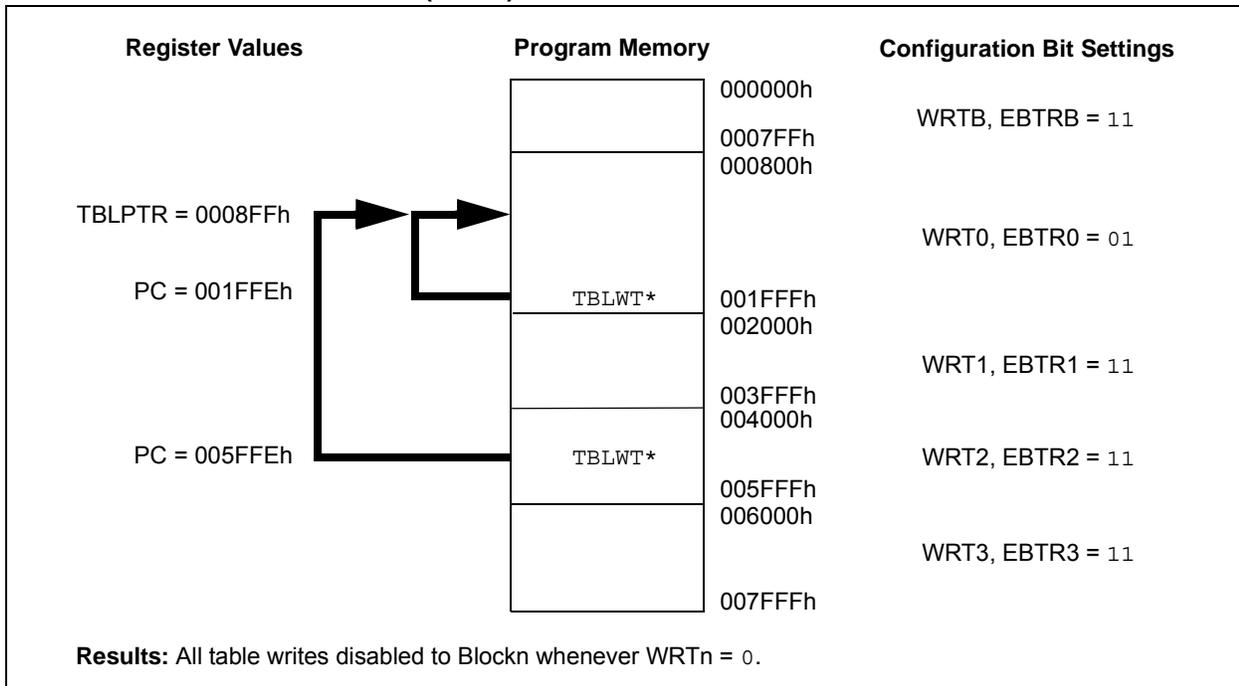 Register Values
Program Memory
Configuration Bit Settings
000000h
WRTB, EBTRB = 11
0007FFh
000800h
TBLPTR = 0008FFh
WRT0, EBTR0 = 01
PC = 001FFEh
TBLWT*
001FFFh
002000h
WRT1, EBTR1 = 11
003FFFh
004000h
PC = 005FFEh
TBLWT*
WRT2, EBTR2 = 11
005FFFh
006000h
WRT3, EBTR3 = 11
007FFFh
Results: All table writes disabled to Blockn whenever WRTn = 0.